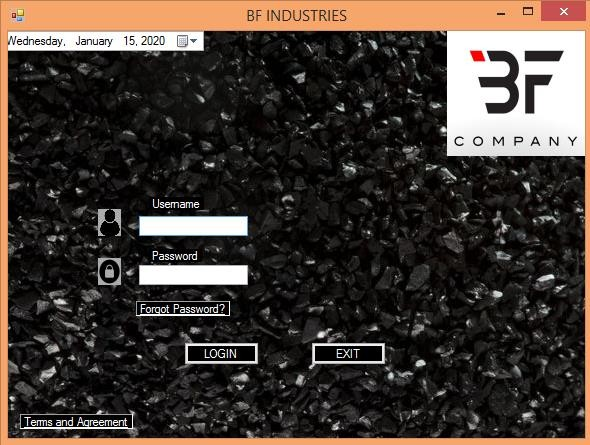 BF INDUSTRIES
Wednesday, January 15, 2020
BF
COMPANY
Username
Password
Forgot Password?
LOGIN
EXIT
Terms and Agreement